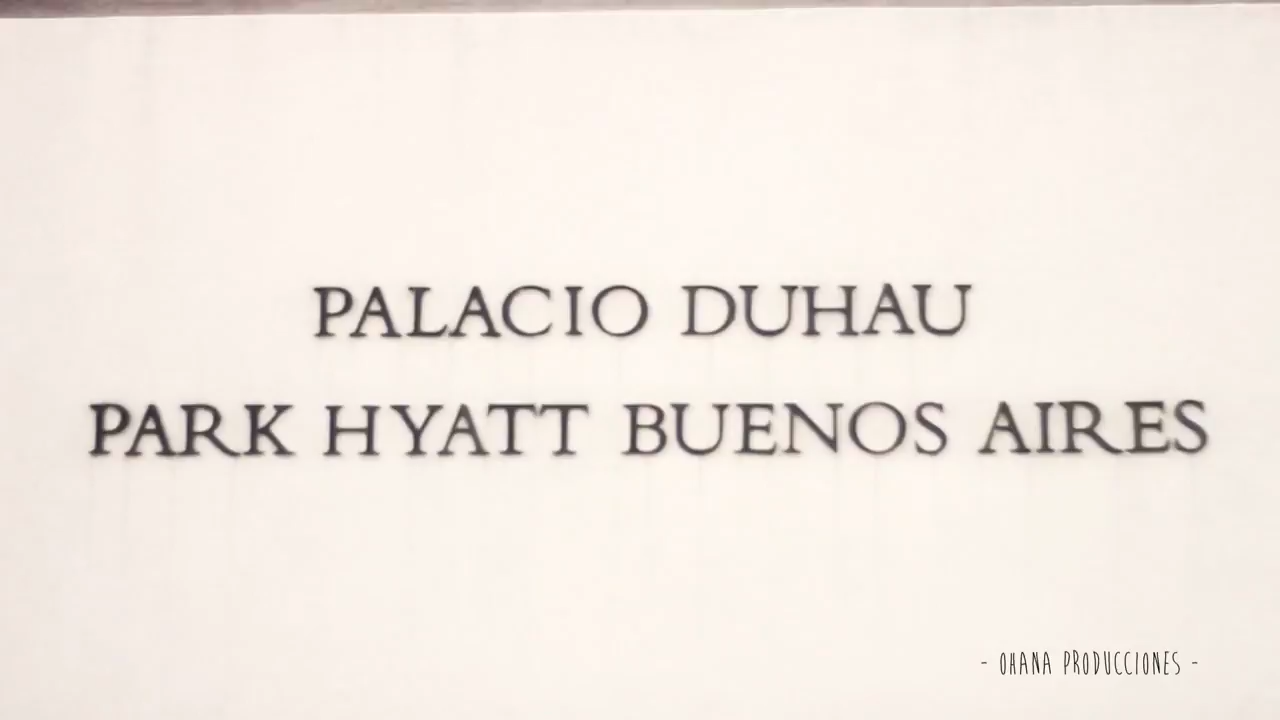 PALACIO DUHAU
PARK HYATT BUENOS AIRES
- OHANA PRODUCCIONES -